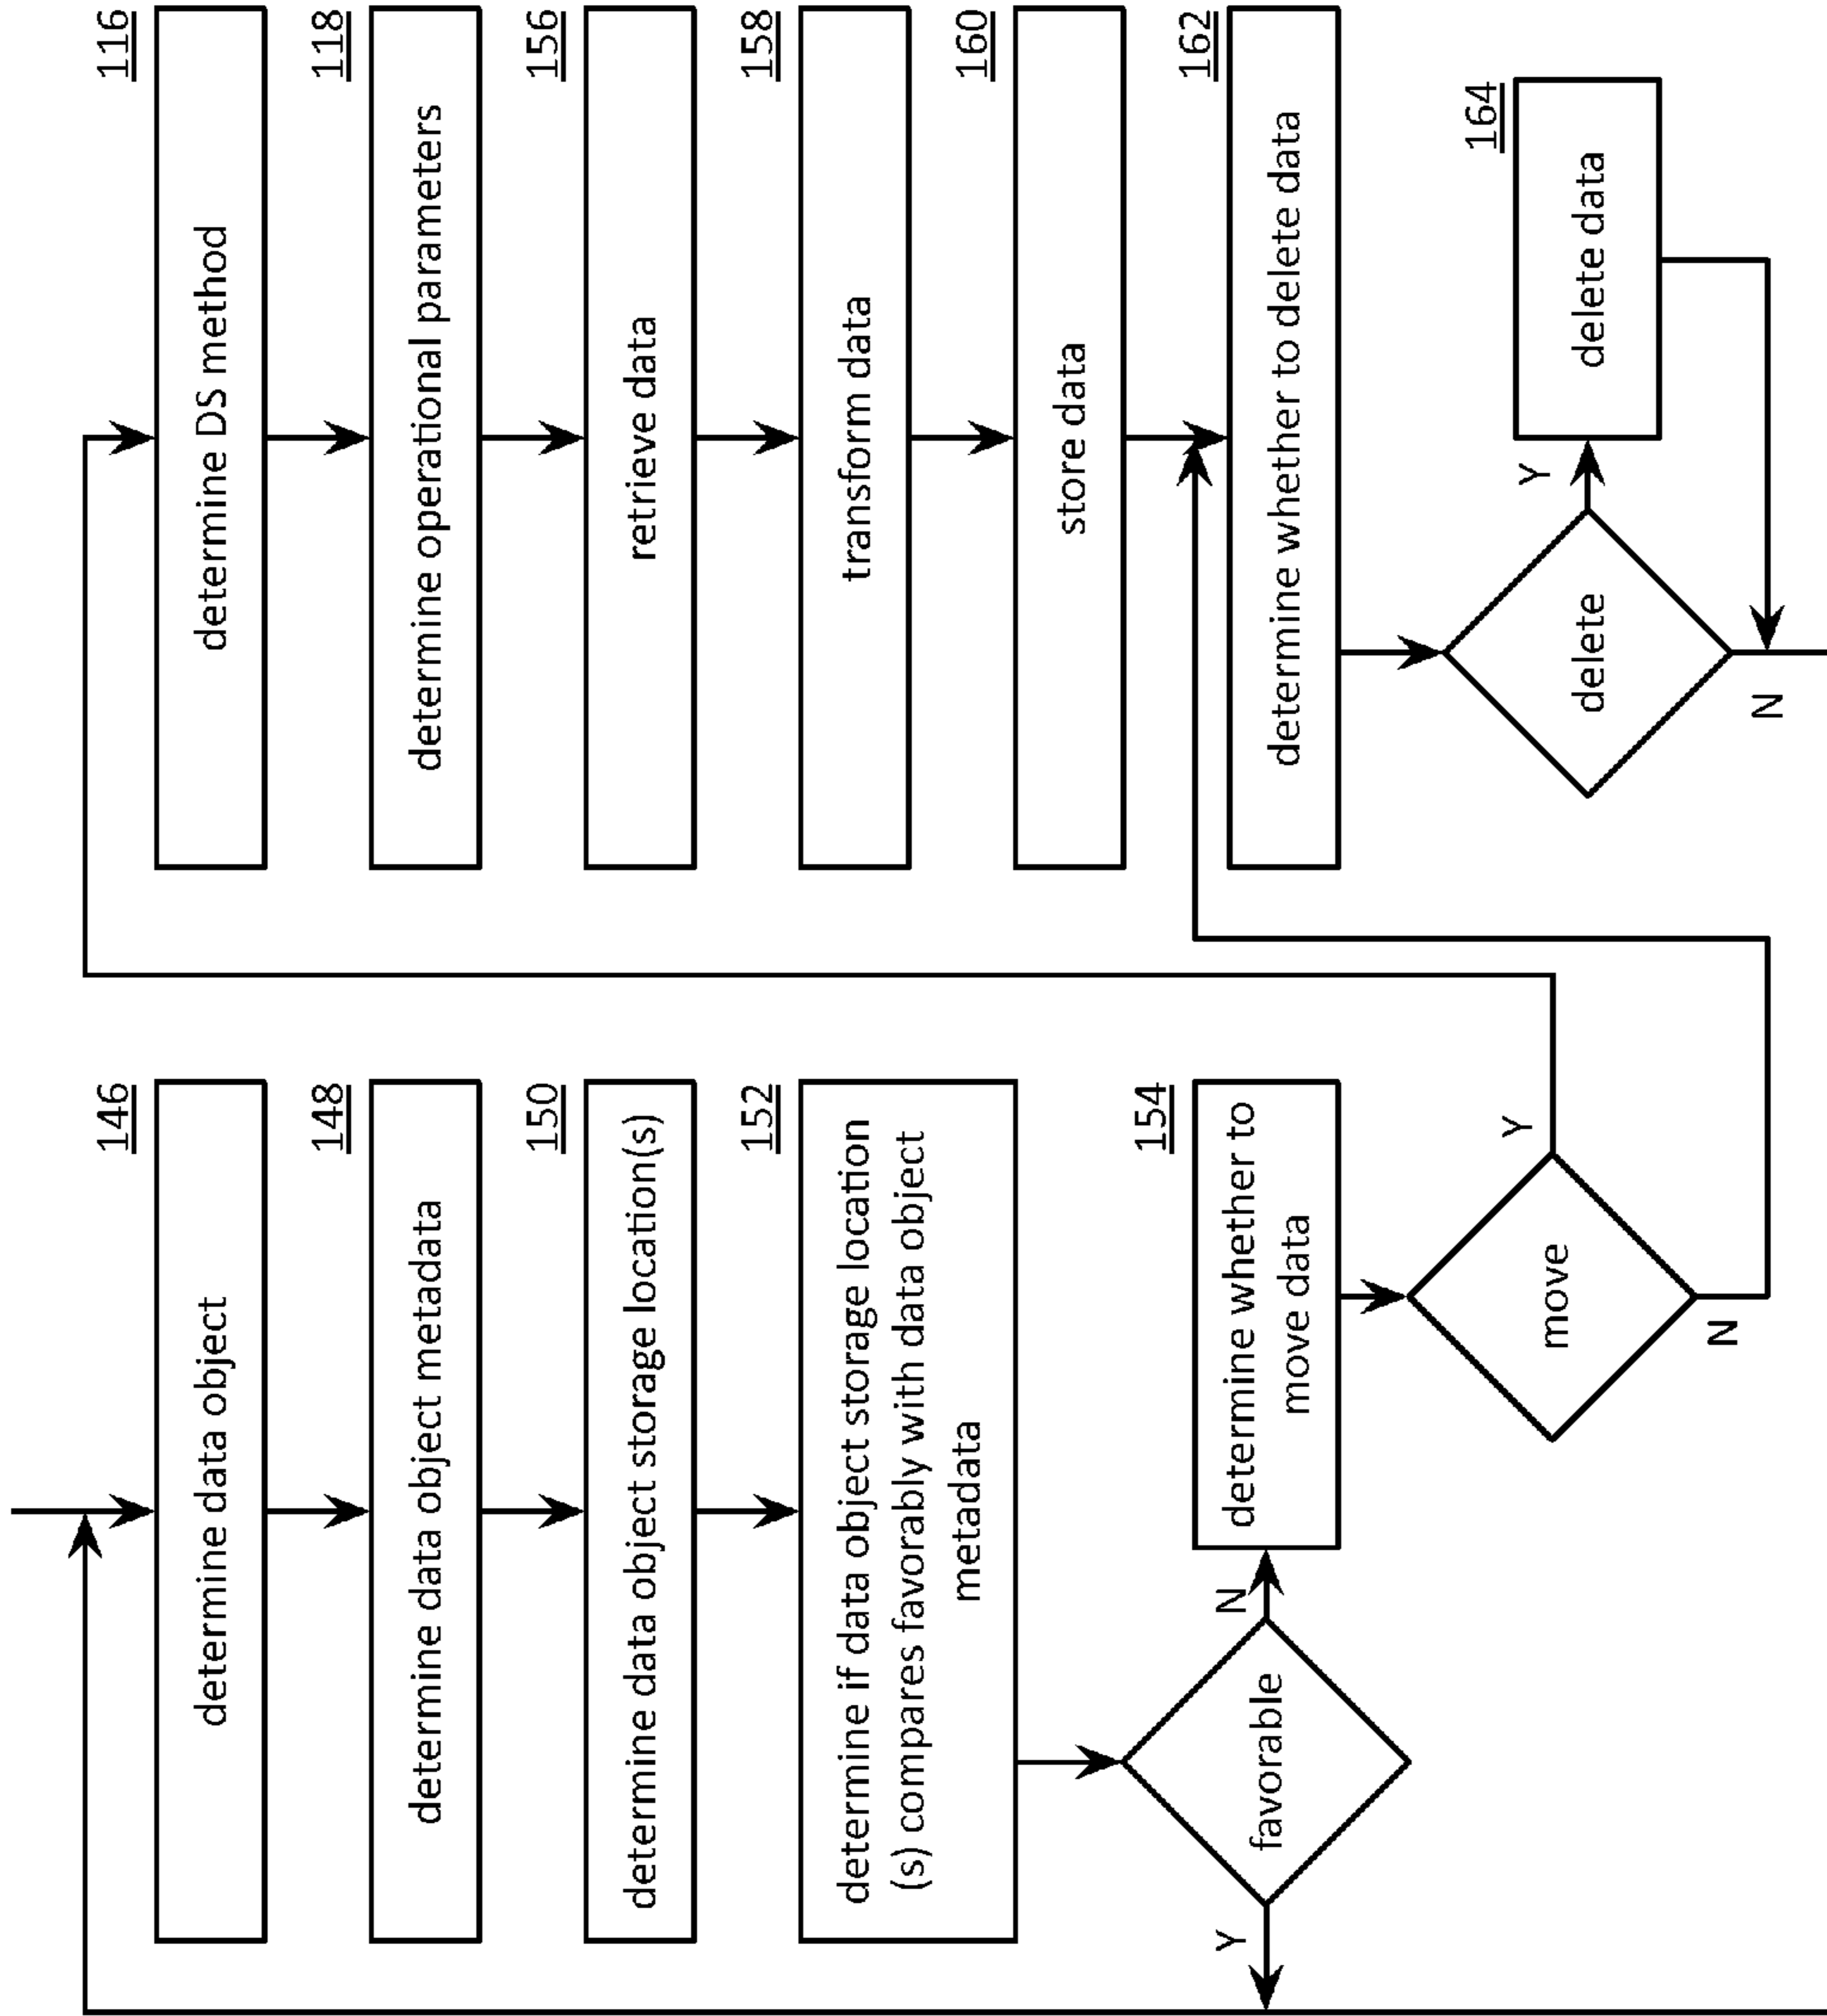 146
determine data object
148
determine data object metadata
150
determine data object storage location(s)
152
determine if data object storage location
(s) compares favorably with data object
metadata
favorable
Y
N
154
determine whether to
move data
move
Y
N
116
determine DS method
118
determine operational parameters
156
retrieve data
158
transform data
160
store data
162
determine whether to delete data
delete
Y
N
164
delete data